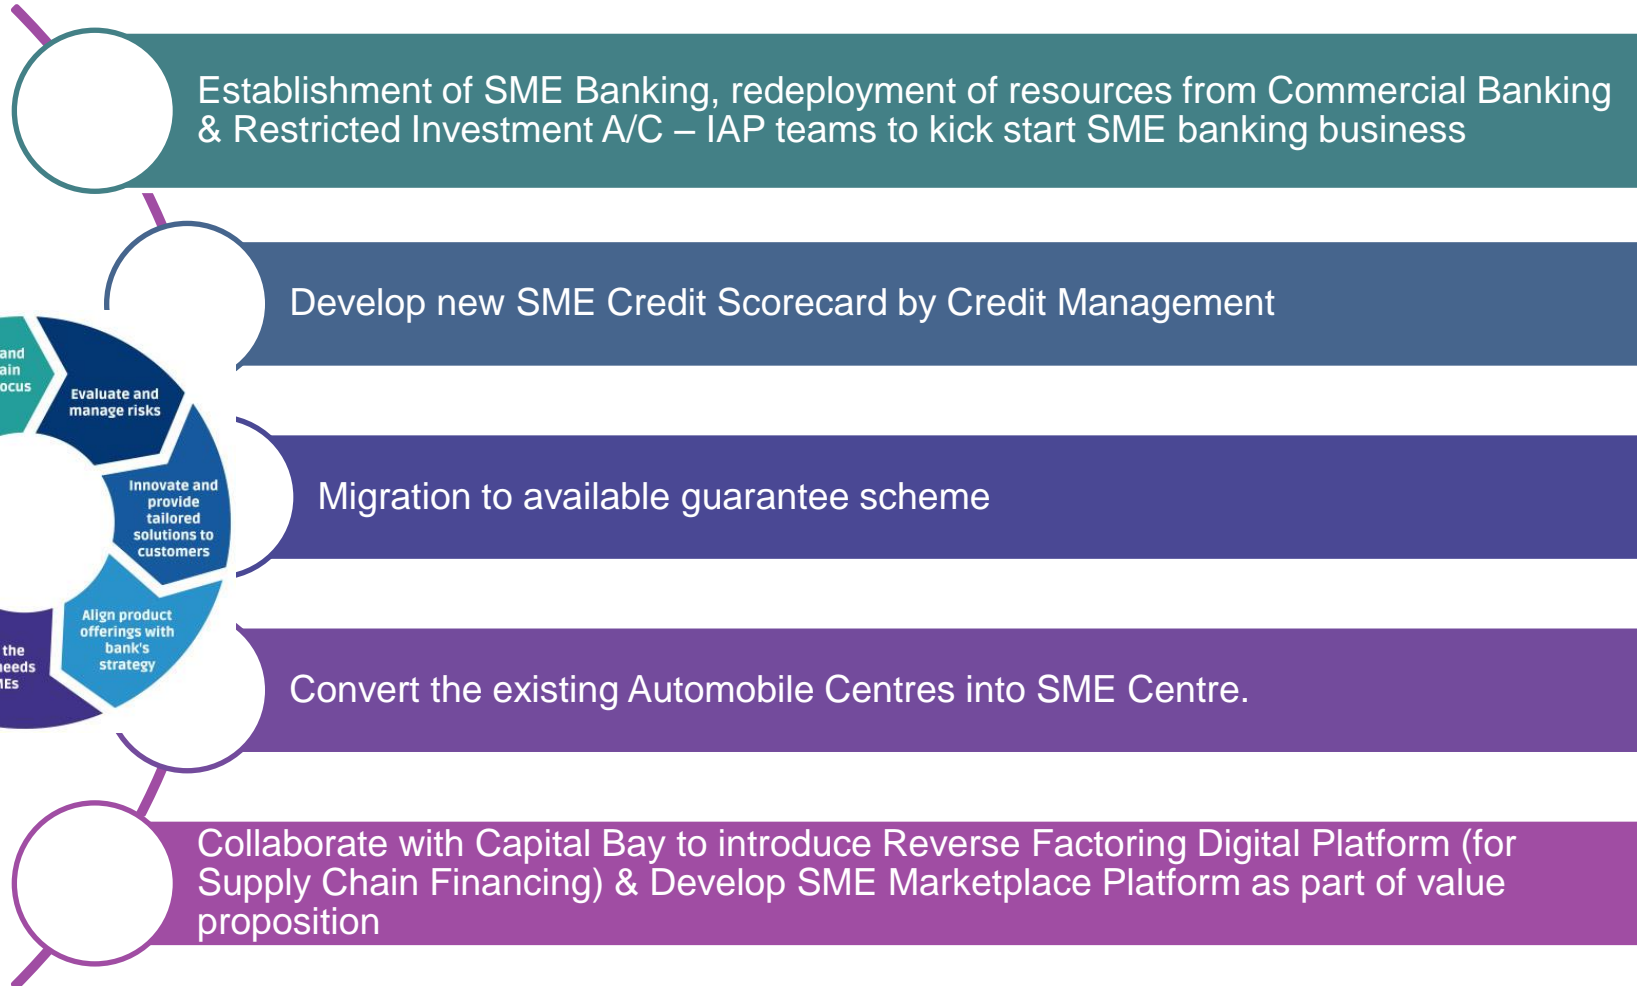 Establishment of SME Banking, redeployment of resources from Commercial Banking
& Restricted Investment A/C – IAP teams to kick start SME banking business
Develop new SME Credit Scorecard by Credit Management
Migration to available guarantee scheme
Convert the existing Automobile Centres into SME Centre.
Collaborate with Capital Bay to introduce Reverse Factoring Digital Platform (for
Supply Chain Financing) & Develop SME Marketplace Platform as part of value
proposition
and
Evaluate and
manage risks
Innovate and
provide
tailored
solutions to
customers
Align product
offerings with
bank's
strategy
the
needs